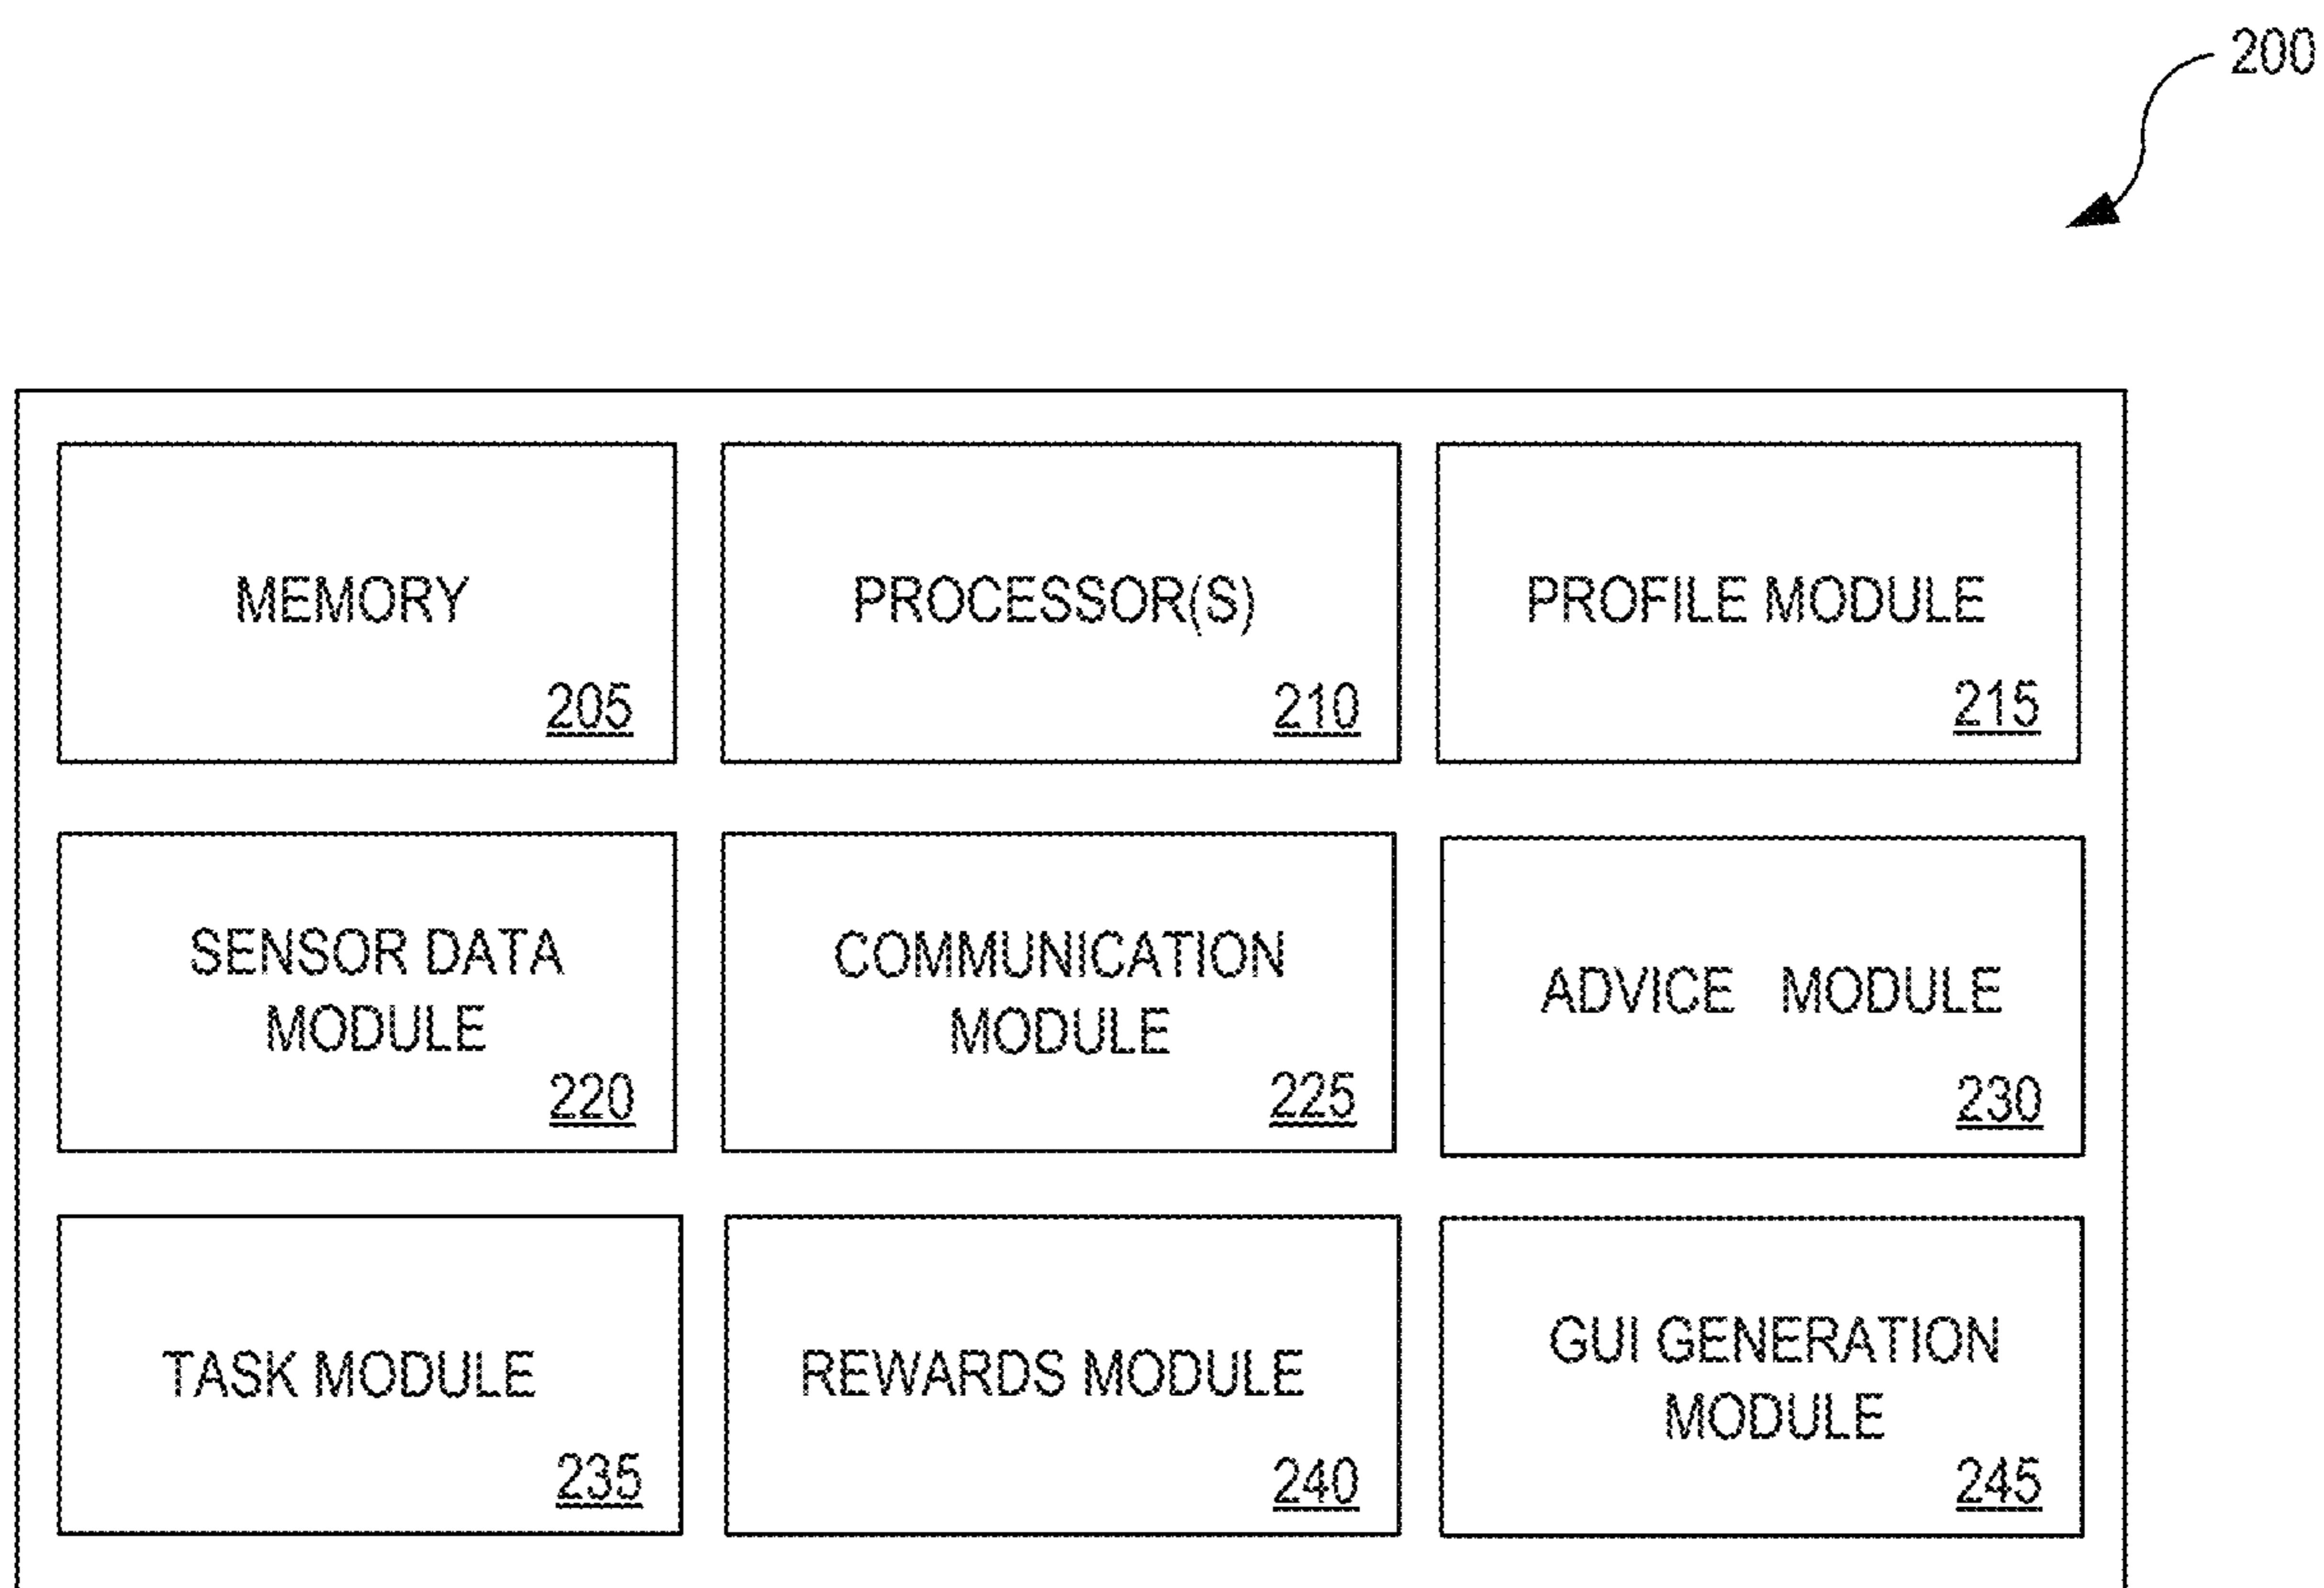 200
MEMORY
205
PROCESSOR(S)
210
PROFILE MODULE
215
SENSOR DATA
MODULE
220
COMMUNICATION
MODULE
225
ADVICE MODULE
230
TASK MODULE
235
REWARDS MODULE
240
GUI GENERATION
MODULE
245